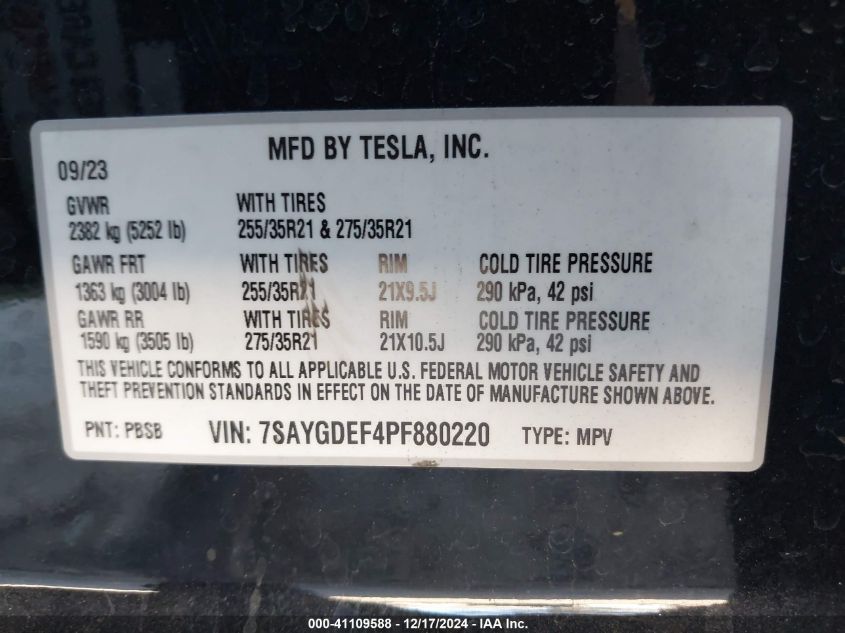 MFD BY TESLA, INC.
09/23
GVWR WITH TIRES
2382 kg (5252 lb) 255/35R21 & 275/35R21
GAWR FRT WITH TIRES RIM COLD TIRE PRESSURE
1363 kg (3004 lb) 255/35R21 21X9.5J 290 kPa, 42 psi
GAWR RR WITH TIRES RIM COLD TIRE PRESSURE
1590 kg (3505 lb) 275/35R21 21X10.5J 290 kPa, 42 psi
THIS VEHICLE CONFORMS TO ALL APPLICABLE U.S. FEDERAL MOTOR VEHICLE SAFETY AND
THEFT PREVENTION STANDARDS IN EFFECT ON THE DATE OF MANUFACTURE SHOWN ABOVE.
PNT: PBSB VIN: 7SAYGDEF4PF880220 TYPE: MPV
000-41109588 - 12/17/2024 - IAA Inc.